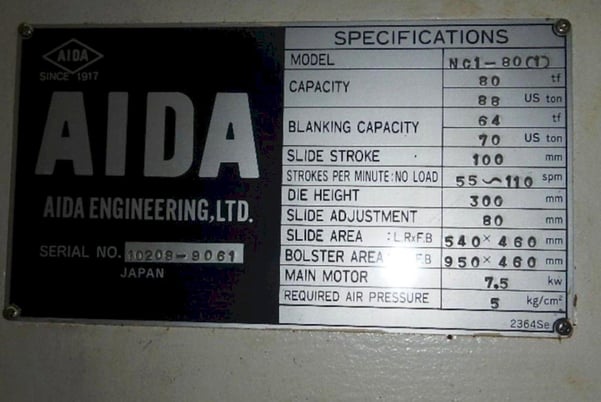 AIDA
SINCE 1917
AIDA
AIDA ENGINEERING,LTD.
SERIAL NO. 10208-9061
JAPAN
SPECIFICATIONS
MODEL NC1-80(1)
CAPACITY 80 tf
88 US ton
BLANKING CAPACITY 64 tf
70 US ton
SLIDE STROKE 100 mm
STROKES PER MINUTE:NO LOAD 55~110 spm
DIE HEIGHT 300 mm
SLIDE ADJUSTMENT 80 mm
SLIDE AREA :L.RxF.B 540×460 mm
BOLSTER AREA F.B 950×460 mm
MAIN MOTOR 7.5 kw
REQUIRED AIR PRESSURE 5 kg/cm²
2364Se